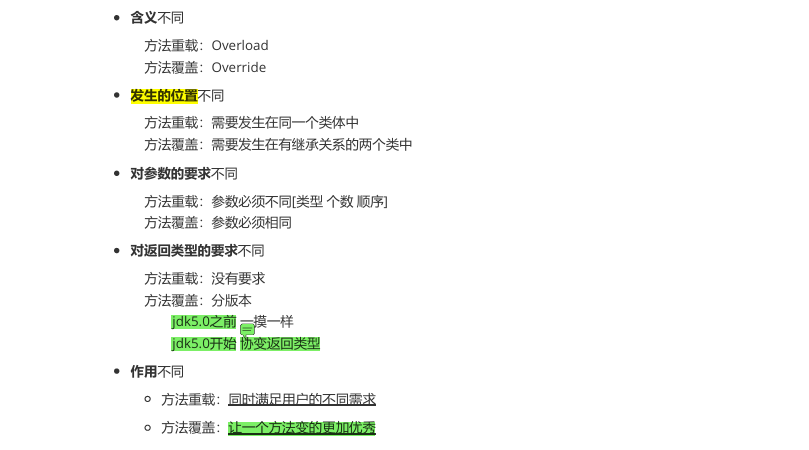 含义不同
方法重载：Overload
方法覆盖：Override
发生的位置不同
方法重载：需要发生在同一个类体中
方法覆盖：需要发生在有继承关系的两个类中
对参数的要求不同
方法重载：参数必须不同[类型 个数 顺序]
方法覆盖：参数必须相同
对返回类型的要求不同
方法重载：没有要求
方法覆盖：分版本
jdk5.0之前 一摸一样
jdk5.0开始 协变返回类型
作用不同
方法重载：同时满足用户的不同需求
方法覆盖：让一个方法变的更加优秀